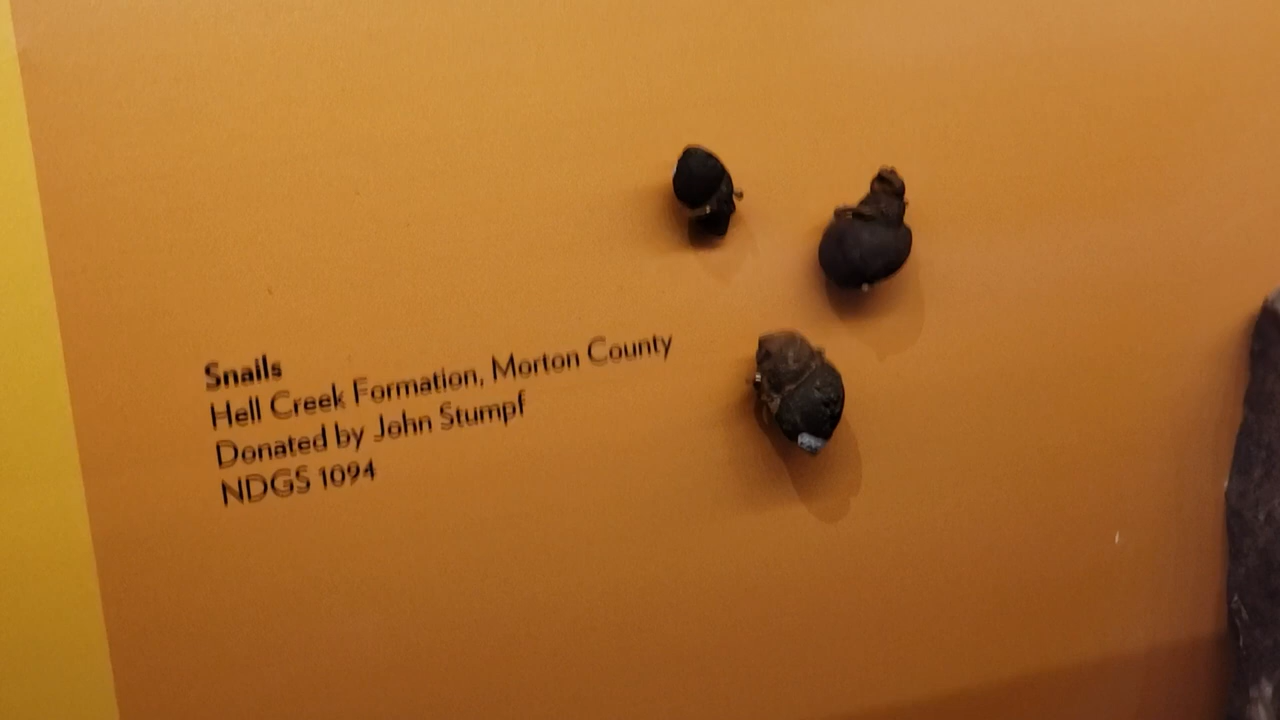 Snails
Hell Creek Formation, Morton County
Donated by John Stumpf
NDGS 1094